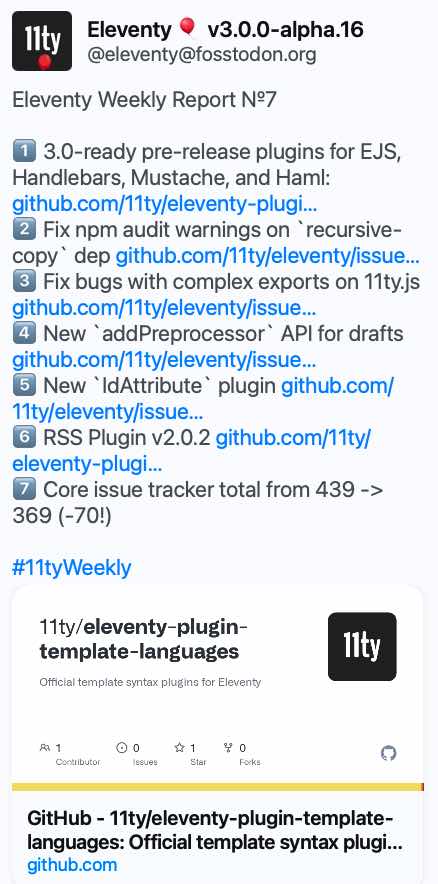 11ty
Eleventy 🎈 v3.0.0-alpha.16
@eleventy@fosstodon.org
Eleventy Weekly Report Nº7
1️⃣ 3.0-ready pre-release plugins for EJS,
Handlebars, Mustache, and Haml:
github.com/11ty/eleventy-plugi...
2️⃣ Fix npm audit warnings on `recursive-
copy` dep github.com/11ty/eleventy/issue...
3️⃣ Fix bugs with complex exports on 11ty.js
github.com/11ty/eleventy/issue...
4️⃣ New `addPreprocessor` API for drafts
github.com/11ty/eleventy/issue...
5️⃣ New `IdAttribute` plugin github.com/
11ty/eleventy/issue...
6️⃣ RSS Plugin v2.0.2 github.com/11ty/
eleventy-plugi...
7️⃣ Core issue tracker total from 439 ->
369 (-70!)
#11tyWeekly
11ty/eleventy-plugin-
template-languages
11ty
Official template syntax plugins for Eleventy
1 Contributor
0 Issues
1 Star
0 Forks
GitHub - 11ty/eleventy-plugin-template-
languages: Official template syntax plugi...
github.com